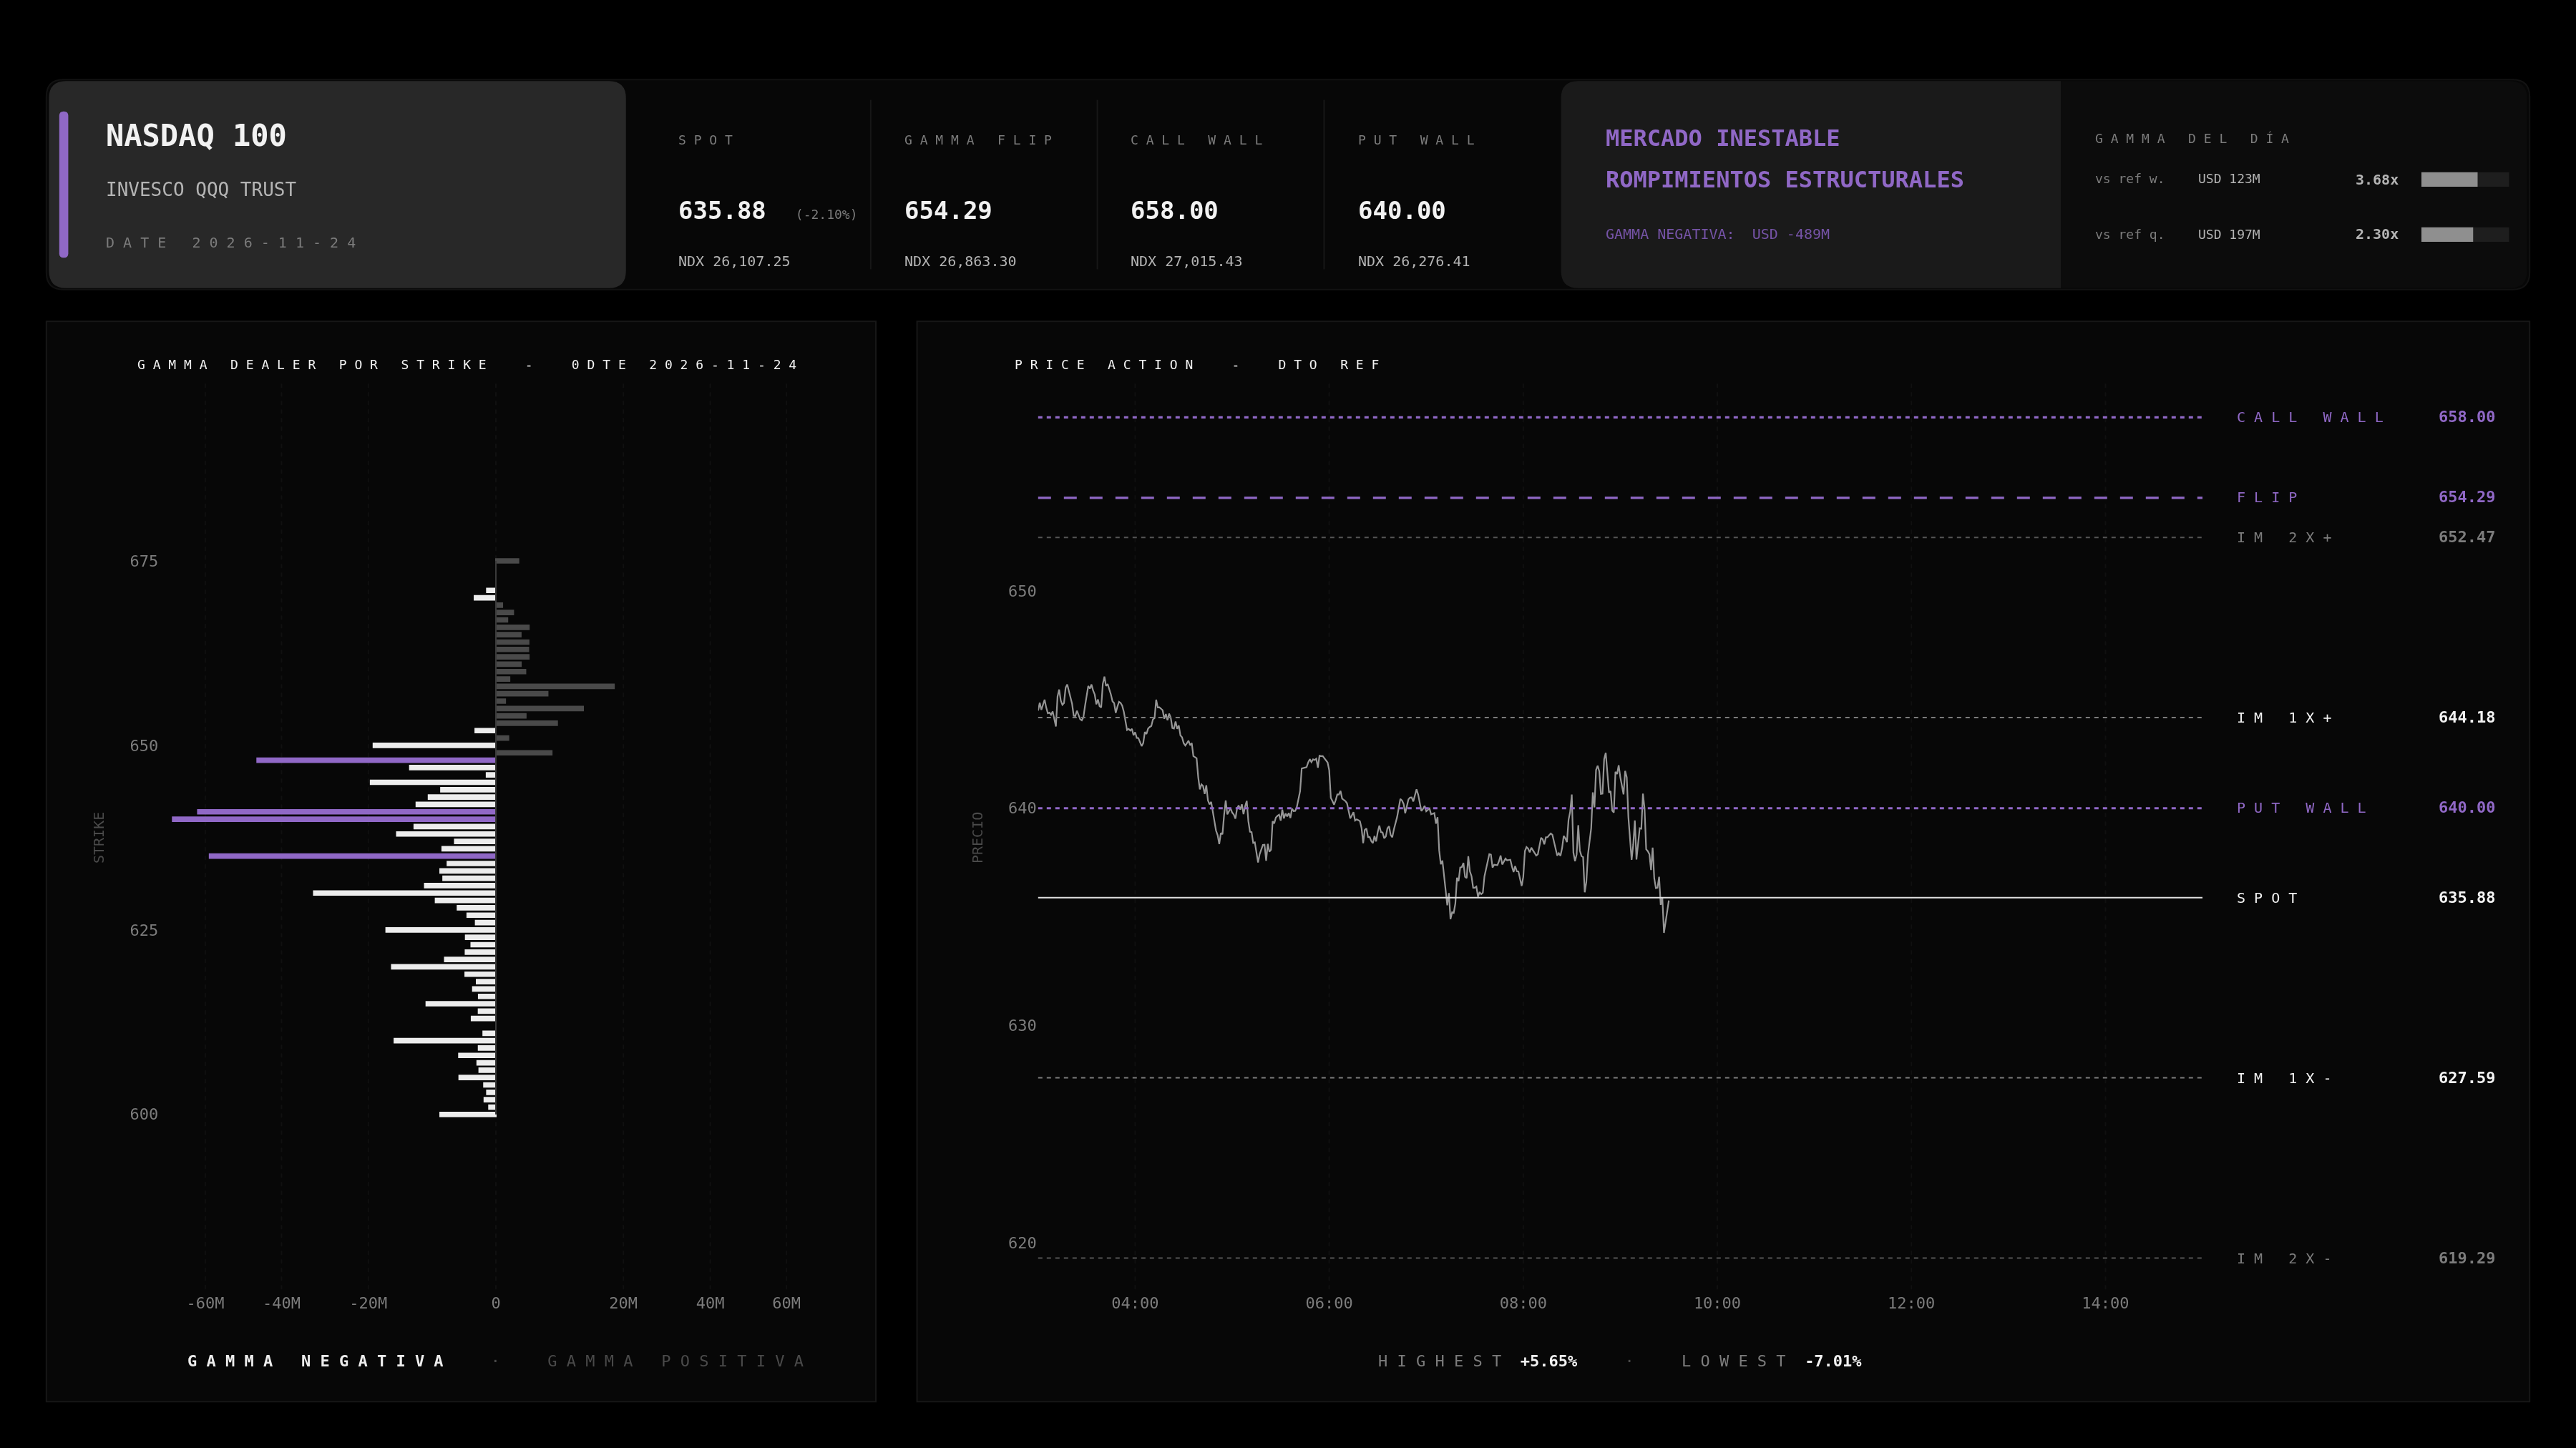 NASDAQ 100
INVESCO QQQ TRUST
DATE 2026-11-24
SPOT
635.88 (-2.10%)
NDX 26,107.25
GAMMA FLIP
654.29
NDX 26,863.30
CALL WALL
658.00
NDX 27,015.43
PUT WALL
640.00
NDX 26,276.41
MERCADO INESTABLE
ROMPIMIENTOS ESTRUCTURALES
GAMMA NEGATIVA: USD -489M
GAMMA DEL DÍA
vs ref w. USD 123M 3.68x
vs ref q. USD 197M 2.30x
GAMMA DEALER POR STRIKE - 0DTE 2026-11-24
STRIKE
675
650
625
600
-60M -40M -20M 0 20M 40M 60M
GAMMA NEGATIVA · GAMMA POSITIVA
PRICE ACTION - DTO REF
PRECIO
650
640
630
620
CALL WALL 658.00
FLIP 654.29
IM 2X+ 652.47
IM 1X+ 644.18
PUT WALL 640.00
SPOT 635.88
IM 1X- 627.59
IM 2X- 619.29
04:00 06:00 08:00 10:00 12:00 14:00
HIGHEST +5.65% · LOWEST -7.01%